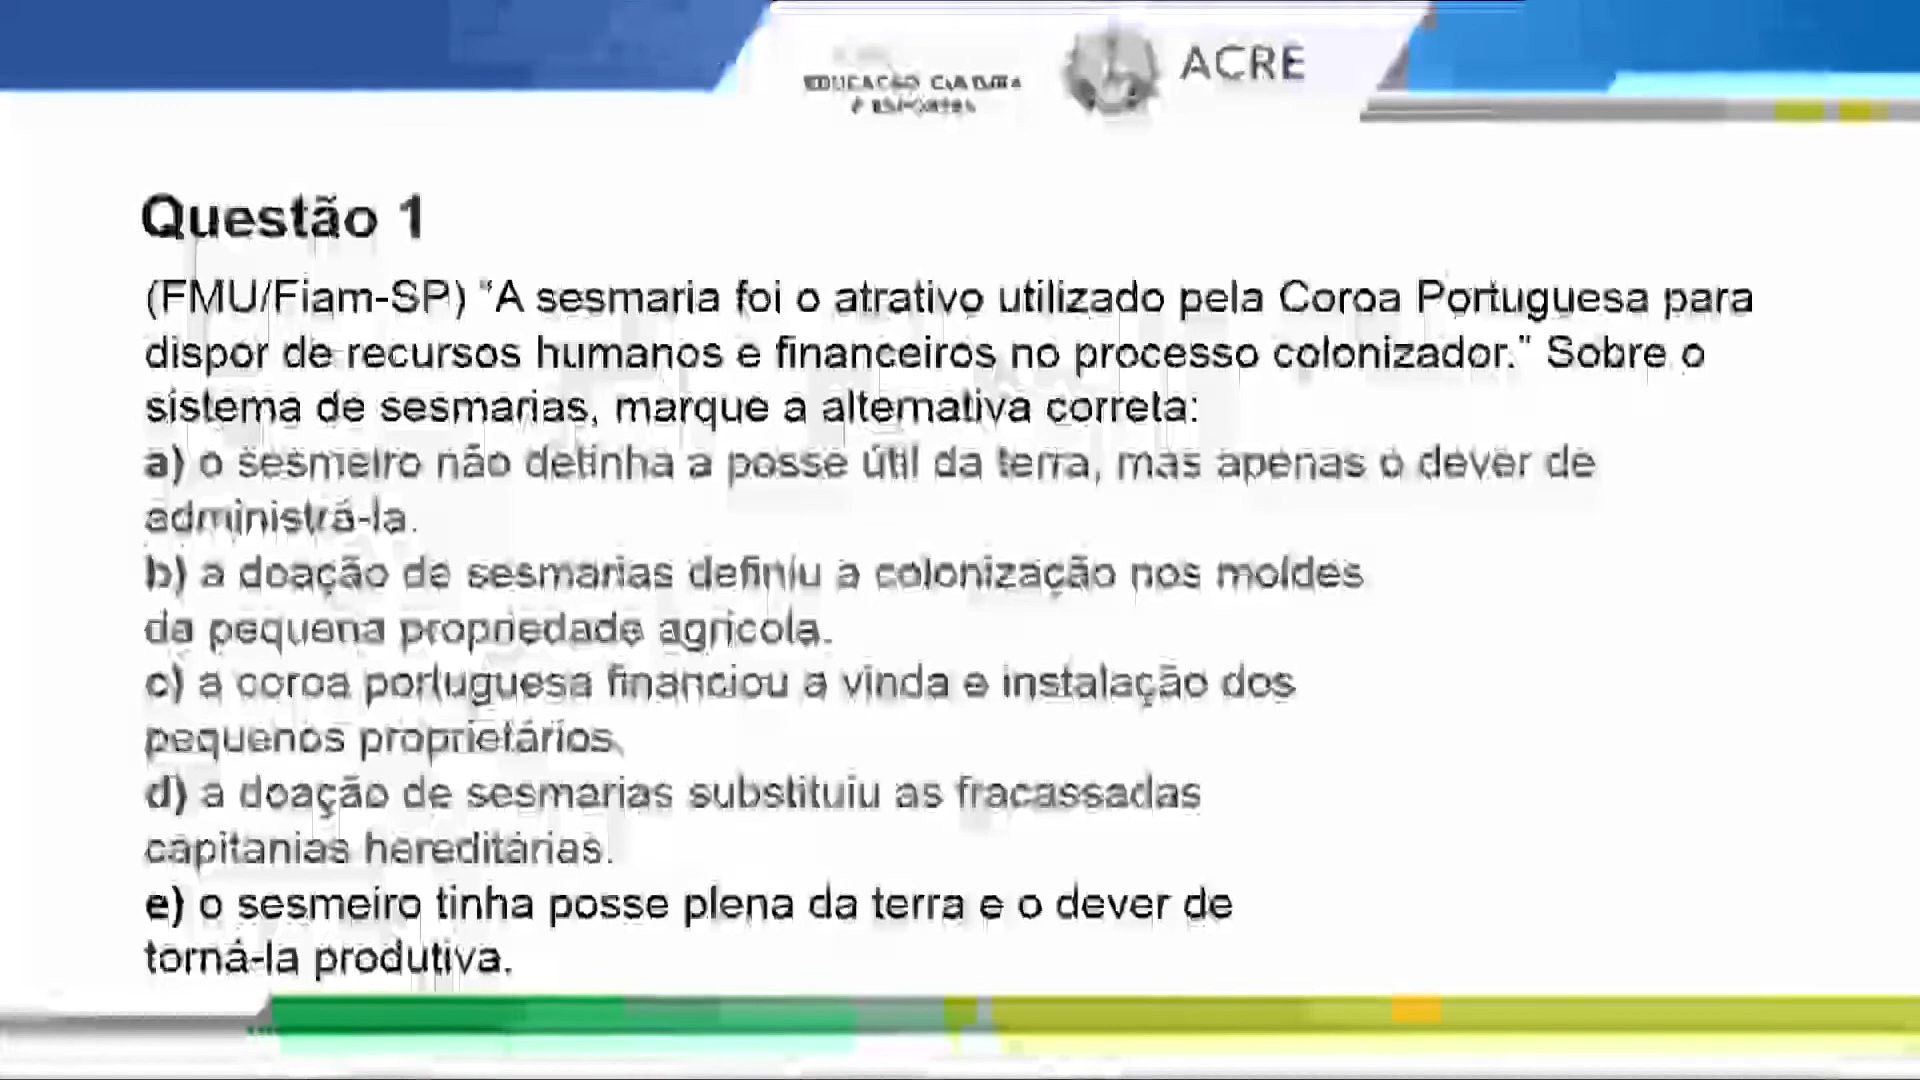 EDUCAÇÃO, CULTURA
E ESPORTES
ACRE
Questão 1
(FMU/Fiam-SP) "A sesmaria foi o atrativo utilizado pela Coroa Portuguesa para
dispor de recursos humanos e financeiros no processo colonizador." Sobre o
sistema de sesmarias, marque a alternativa correta:
a) o sesmeiro não detinha a posse útil da terra, mas apenas o dever de
administrá-la.
b) a doação de sesmarias definiu a colonização nos moldes
da pequena propriedade agrícola.
c) a coroa portuguesa financiou a vinda e instalação dos
pequenos proprietários.
d) a doação de sesmarias substituiu as fracassadas
capitanias hereditárias.
e) o sesmeiro tinha posse plena da terra e o dever de
torná-la produtiva.